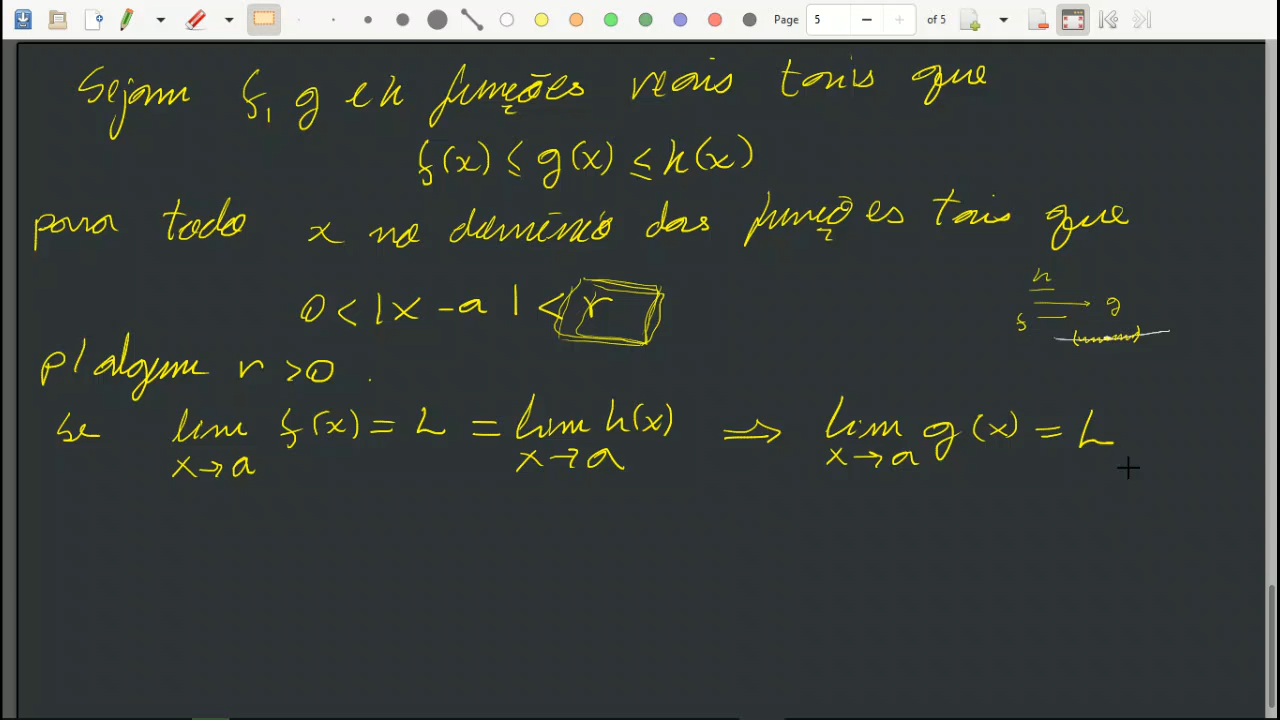 Page 5 of 5
Sejam f, g e h funções reais tais que
f(x) ≤ g(x) ≤ h(x)
para todo x no domínio das funções tais que
0 < |x - a| < r
h
g
f
p/ algum r > 0.
Se lim f(x) = L = lim h(x) ⇒ lim g(x) = L
x→a x→a x→a